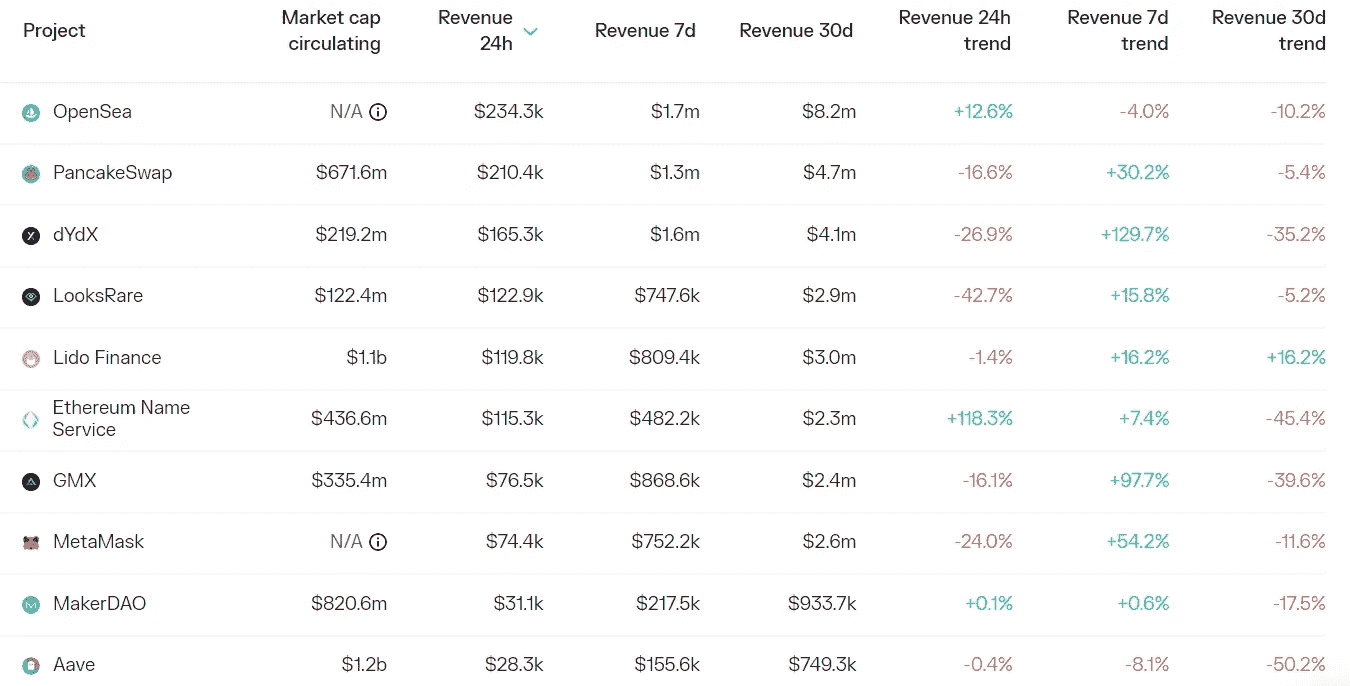 Project Market cap circulating Revenue 24h Revenue 7d Revenue 30d Revenue 24h trend Revenue 7d trend Revenue 30d trend
OpenSea N/A $234.3k $1.7m $8.2m +12.6% -4.0% -10.2%
PancakeSwap $671.6m $210.4k $1.3m $4.7m -16.6% +30.2% -5.4%
dYdX $219.2m $165.3k $1.6m $4.1m -26.9% +129.7% -35.2%
LooksRare $122.4m $122.9k $747.6k $2.9m -42.7% +15.8% -5.2%
Lido Finance $1.1b $119.8k $809.4k $3.0m -1.4% +16.2% +16.2%
Ethereum Name Service $436.6m $115.3k $482.2k $2.3m +118.3% +7.4% -45.4%
GMX $335.4m $76.5k $868.6k $2.4m -16.1% +97.7% -39.6%
MetaMask N/A $74.4k $752.2k $2.6m -24.0% +54.2% -11.6%
MakerDAO $820.6m $31.1k $217.5k $933.7k +0.1% +0.6% -17.5%
Aave $1.2b $28.3k $155.6k $749.3k -0.4% -8.1% -50.2%